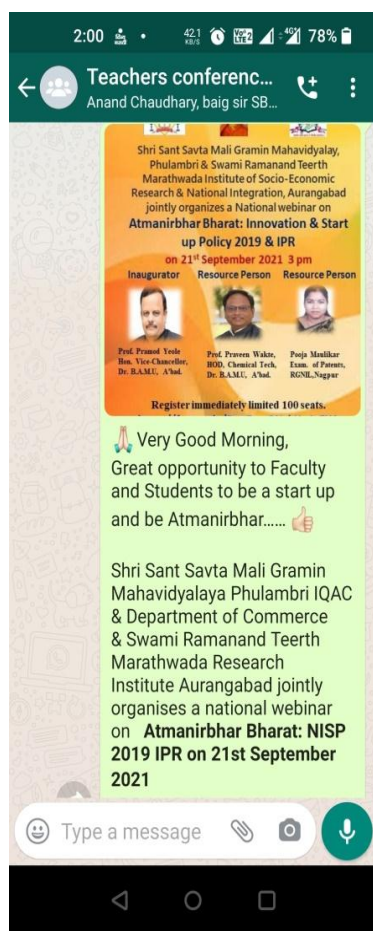 2:00
42.1 KB/S
Vo) LTE2
4G
78%
Teachers conferenc...
Anand Chaudhary, baig sir SB...
Shri Sant Savta Mali Gramin Mahavidyalay,
Phulambri & Swami Ramanand Teerth
Marathwada Institute of Socio-Economic
Research & National Integration, Aurangabad
jointly organizes a National webinar on
Atmanirbhar Bharat: Innovation & Start
up Policy 2019 & IPR
on 21st September 2021 3 pm
Inaugurator Resource Person Resource Person
Prof. Pramod Yeole
Hon. Vice-Chancellor,
Dr. B.A.M.U, A'bad.
Prof. Praveen Wakte,
HOD, Chemical Tech,
Dr. B.A.M.U, A'bad.
Pooja Maulikar
Exam. of Patents,
RGNIL,Nagpur
Register immediately limited 100 seats.
🙏 Very Good Morning,
Great opportunity to Faculty
and Students to be a start up
and be Atmanirbhar...... 👍
Shri Sant Savta Mali Gramin
Mahavidyalaya Phulambri IQAC
& Department of Commerce
& Swami Ramanand Teerth
Marathwada Research
Institute Aurangabad jointly
organises a national webinar
on Atmanirbhar Bharat: NISP
2019 IPR on 21st September
2021
Type a message